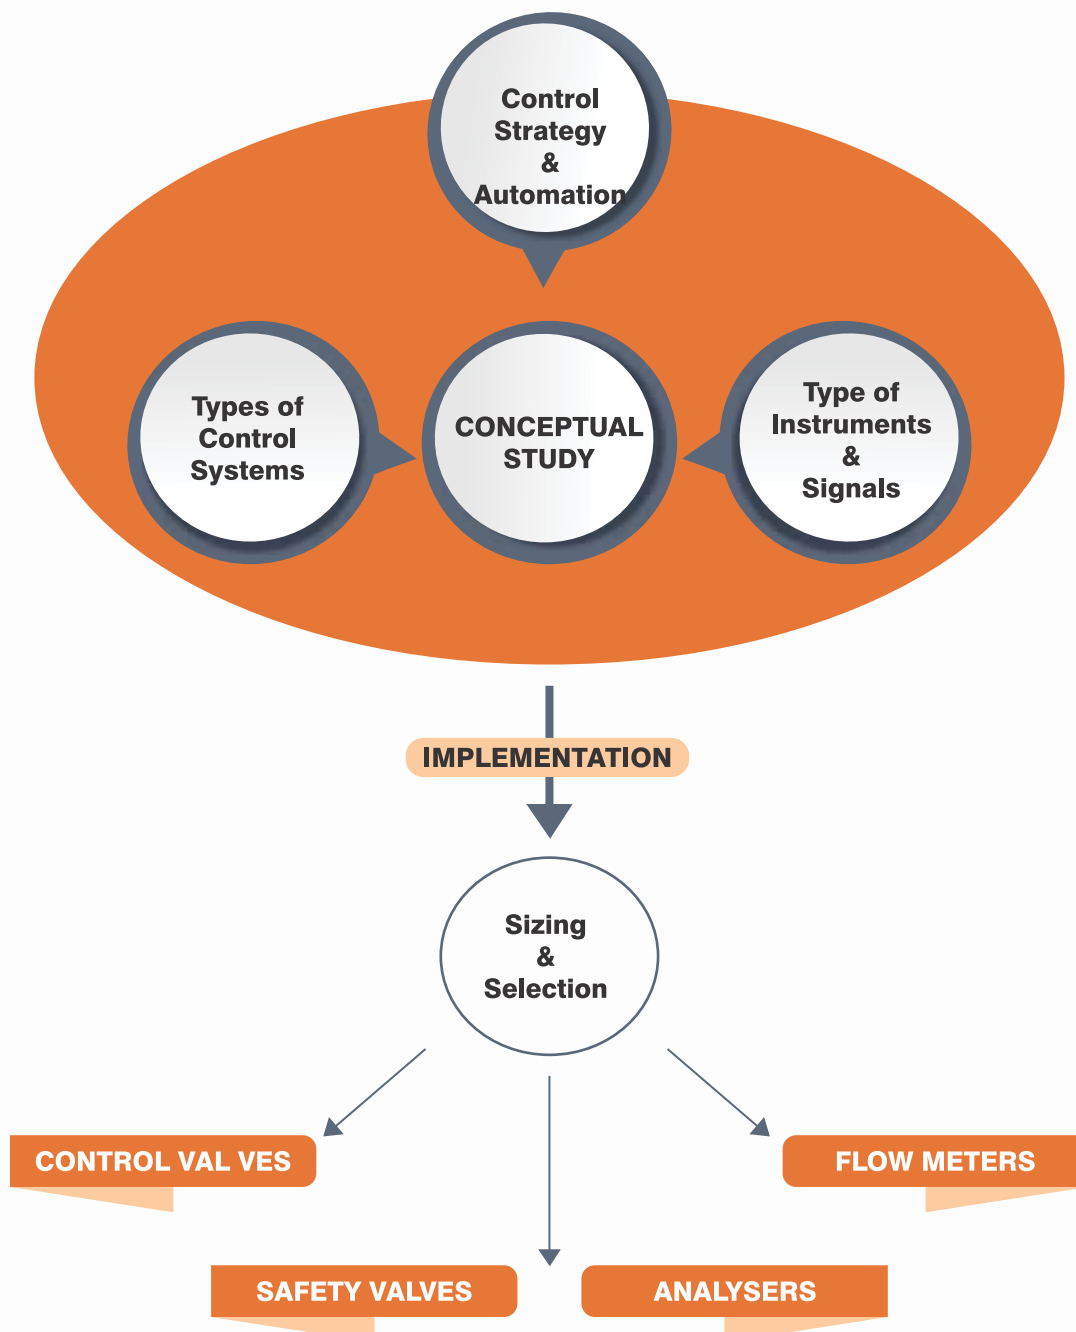 Control
Strategy
&
Automation
Types of
Control
Systems
CONCEPTUAL
STUDY
Type of
Instruments
&
Signals
IMPLEMENTATION
Sizing
&
Selection
CONTROL VAL VES
FLOW METERS
SAFETY VALVES
ANALYSERS